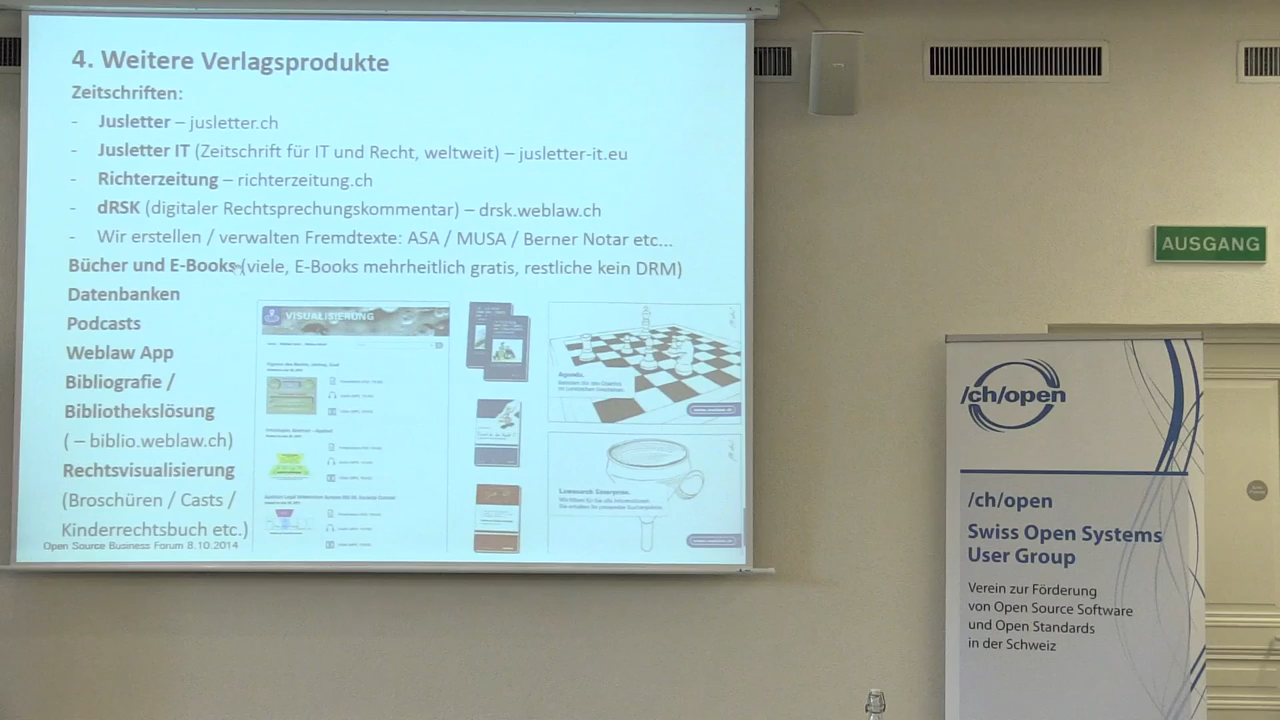 4. Weitere Verlagsprodukte
Zeitschriften:
- Jusletter – jusletter.ch
- Jusletter IT (Zeitschrift für IT und Recht, weltweit) – jusletter-it.eu
- Richterzeitung – richterzeitung.ch
- dRSK (digitaler Rechtsprechungskommentar) – drsk.weblaw.ch
- Wir erstellen / verwalten Fremdtexte: ASA / MUSA / Berner Notar etc...
Bücher und E-Books (viele, E-Books mehrheitlich gratis, restliche kein DRM)
Datenbanken
Podcasts
Weblaw App
Bibliografie /
Bibliothekslösung
( – biblio.weblaw.ch)
Rechtsvisualisierung
(Broschüren / Casts /
Kinderrechtsbuch etc.)
Open Source Business Forum 8.10.2014
VISUALISIERUNG
Agenda.
AUSGANG
/ch/open
/ch/open
Swiss Open Systems
User Group
Verein zur Förderung
von Open Source Software
und Open Standards
in der Schweiz